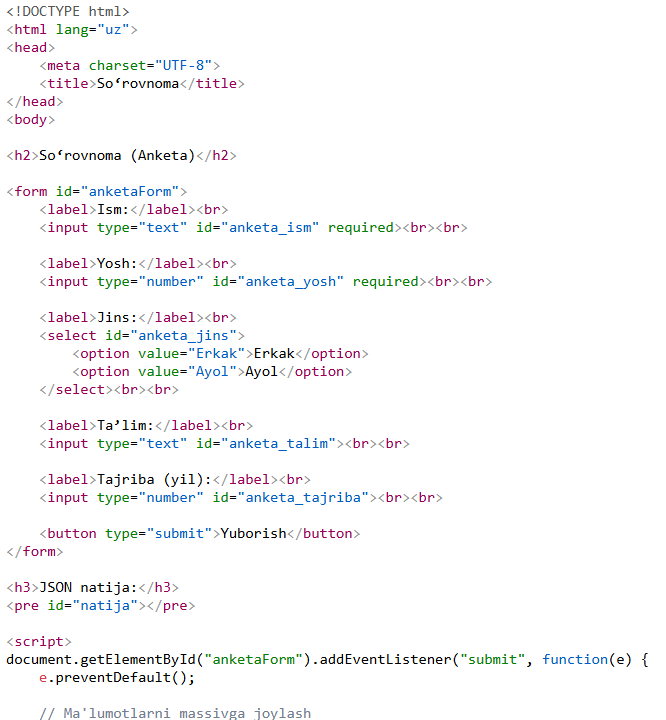 <!DOCTYPE html>
<html lang="uz">
<head>
    <meta charset="UTF-8">
    <title>So‘rovnoma</title>
</head>
<body>

<h2>So‘rovnoma (Anketa)</h2>

<form id="anketaForm">
    <label>Ism:</label><br>
    <input type="text" id="anketa_ism" required><br><br>

    <label>Yosh:</label><br>
    <input type="number" id="anketa_yosh" required><br><br>

    <label>Jins:</label><br>
    <select id="anketa_jins">
        <option value="Erkak">Erkak</option>
        <option value="Ayol">Ayol</option>
    </select><br><br>

    <label>Ta’lim:</label><br>
    <input type="text" id="anketa_talim"><br><br>

    <label>Tajriba (yil):</label><br>
    <input type="number" id="anketa_tajriba"><br><br>

    <button type="submit">Yuborish</button>
</form>

<h3>JSON natija:</h3>
<pre id="natija"></pre>

<script>
document.getElementById("anketaForm").addEventListener("submit", function(e) {
    e.preventDefault();

    // Ma'lumotlarni massivga joylash